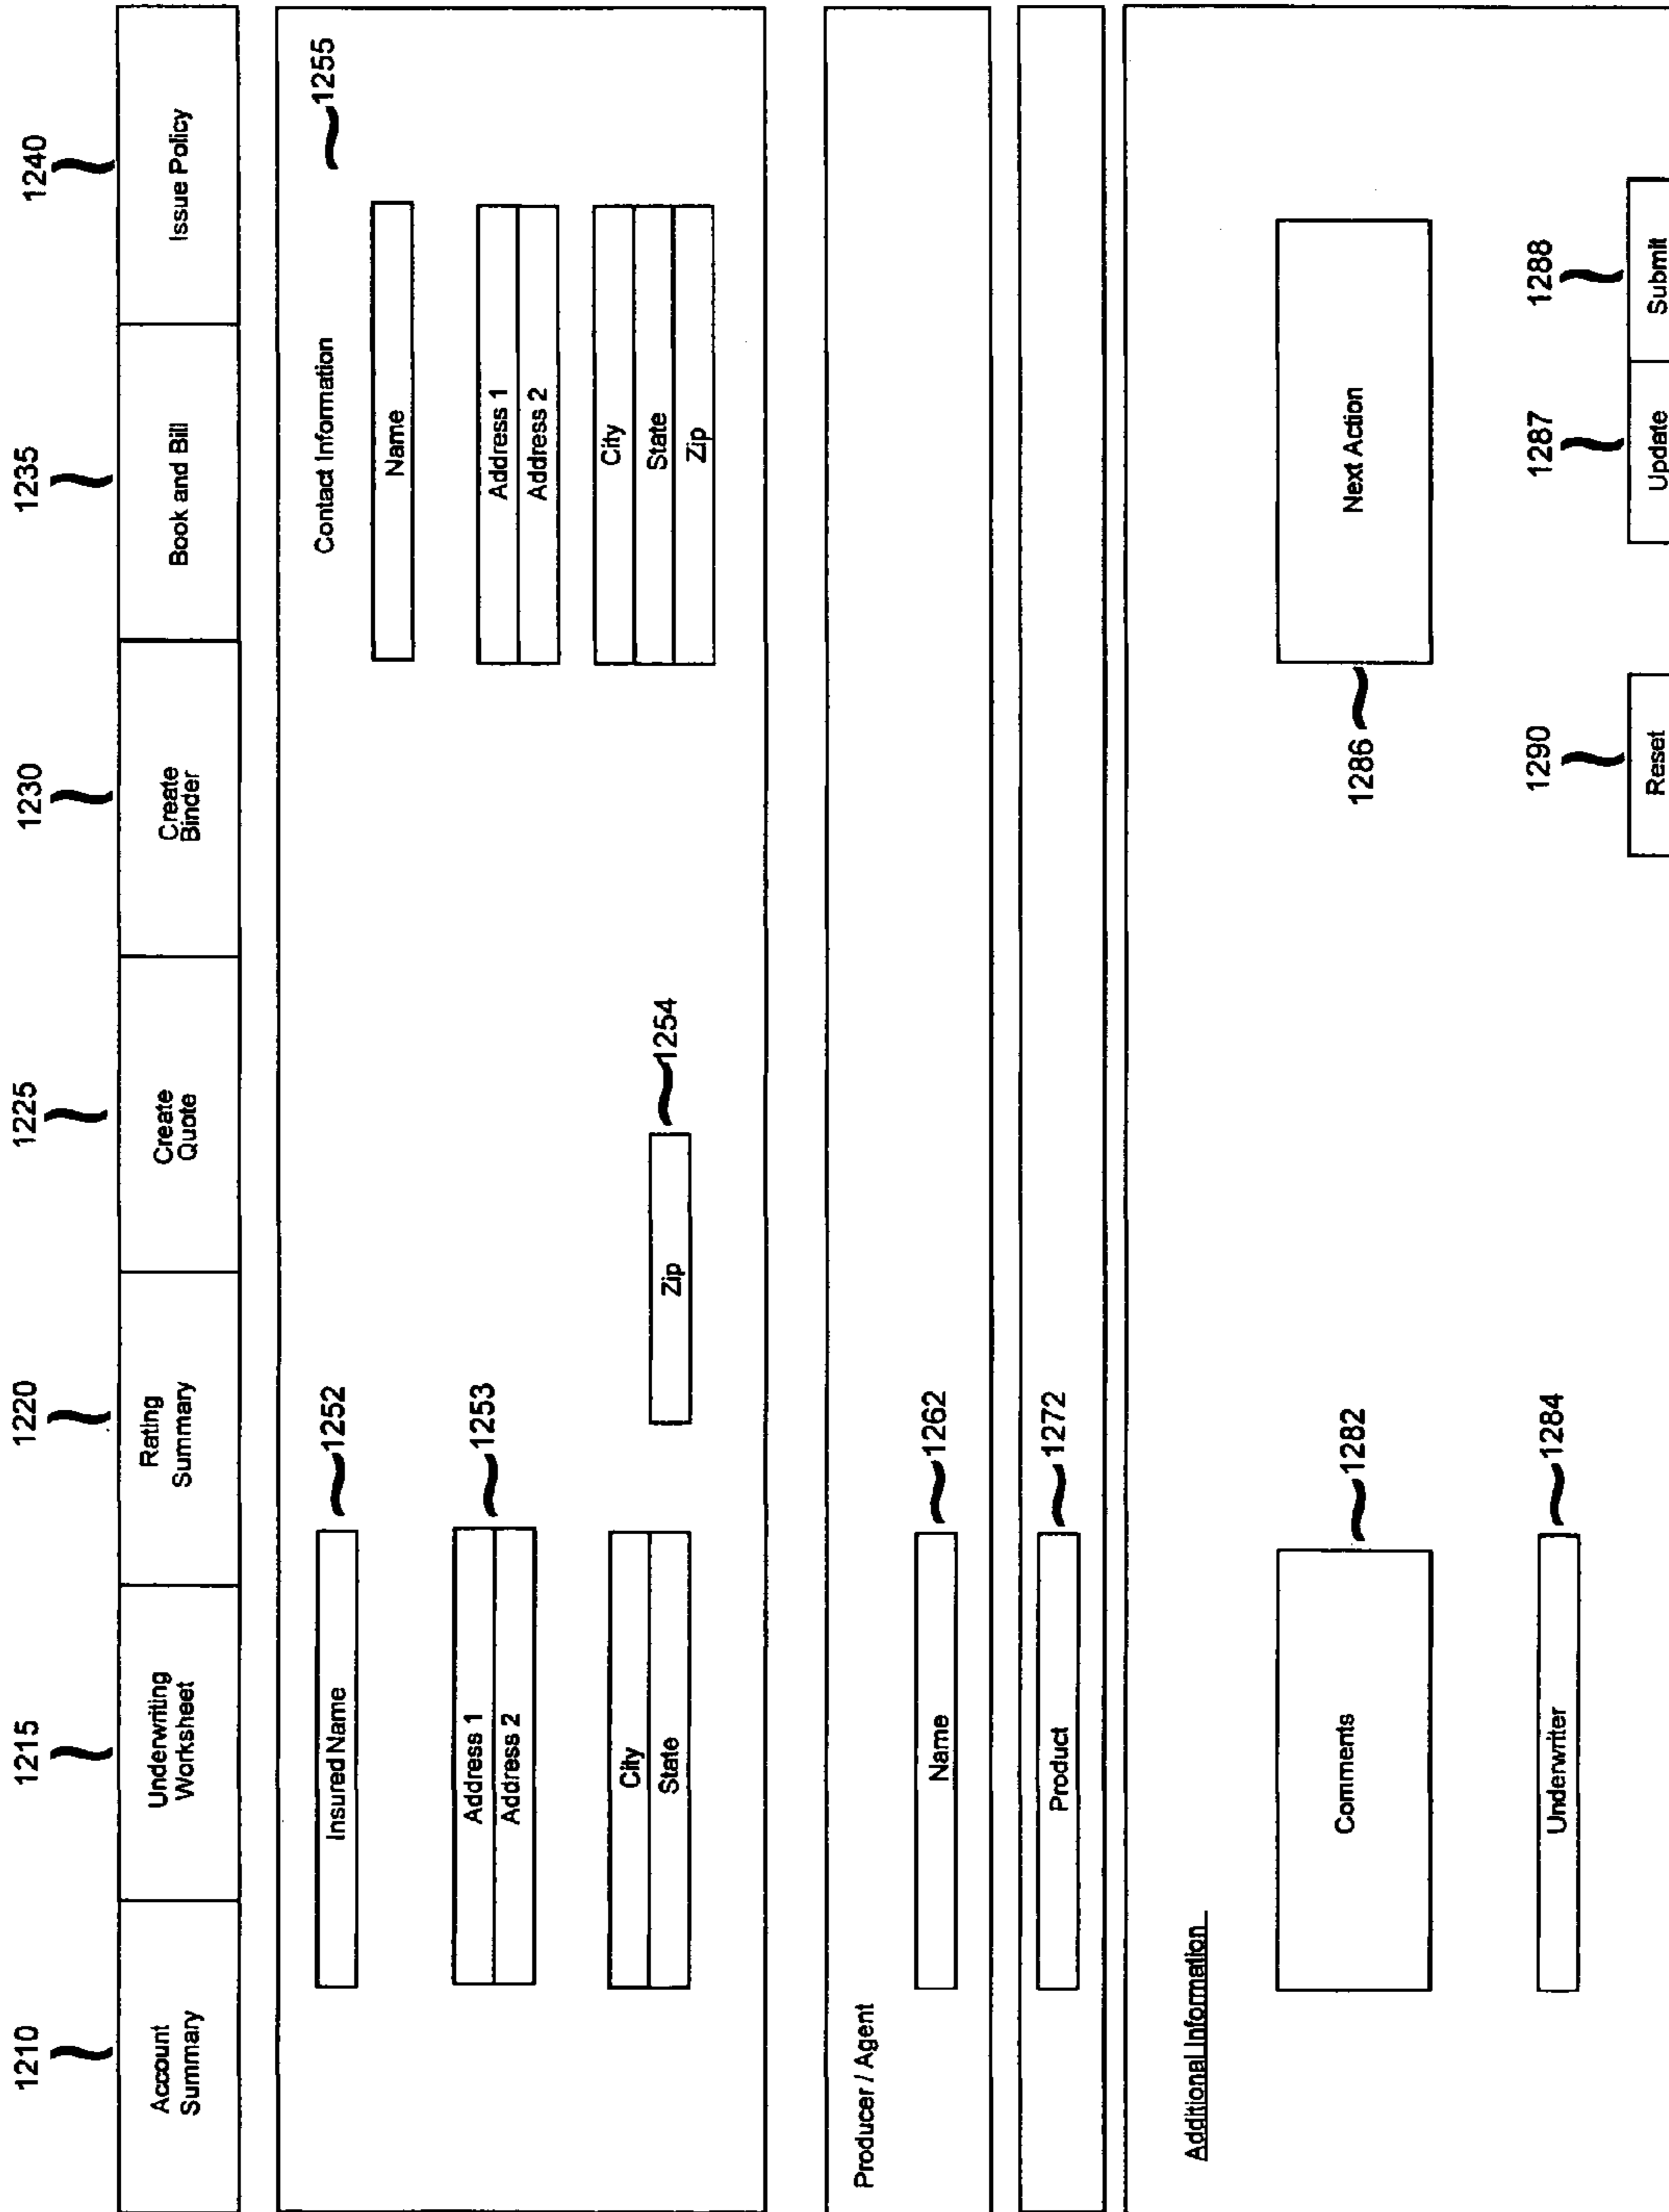 1210
1215
1220
1225
1230
1235
1240
Account
Summary
Underwriting
Worksheet
Rating
Summary
Create
Quote
Create
Binder
Book and Bill
Issue Policy
Insured Name
1252
Address 1
Address 2
1253
City
State
Zip
1254
Contact Information
1255
Name
Address 1
Address 2
City
State
Zip
Producer / Agent
Name
1262
Product
1272
Additional Information
Comments
1282
1286
Next Action
Underwriter
1284
1290
1287
1288
Reset
Update
Submit